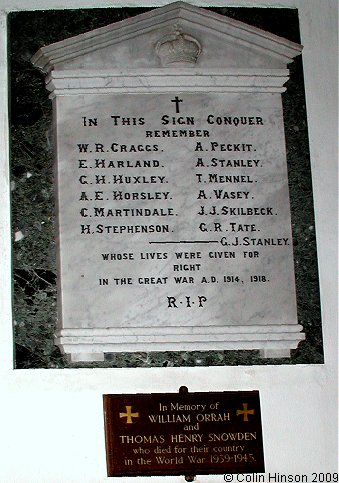 In This Sign Conquer
REMEMBER
W.R.CRAGGS. A.PECKIT.
E.HARLAND. A.STANLEY.
G.H.HUXLEY. T.MENNEL.
A.E.HORSLEY. A.VASEY.
C.MARTINDALE. J.J.SKILBECK.
H.STEPHENSON. G.R.TATE.
G.J.STANLEY.
WHOSE LIVES WERE GIVEN FOR
RIGHT
IN THE GREAT WAR A.D. 1914, 1918.
R.I.P
In Memory of
WILLIAM ORRAH
and
THOMAS HENRY SNOWDEN
who died for their country
in the World War 1939-1945.
© Colin Hinson 2009